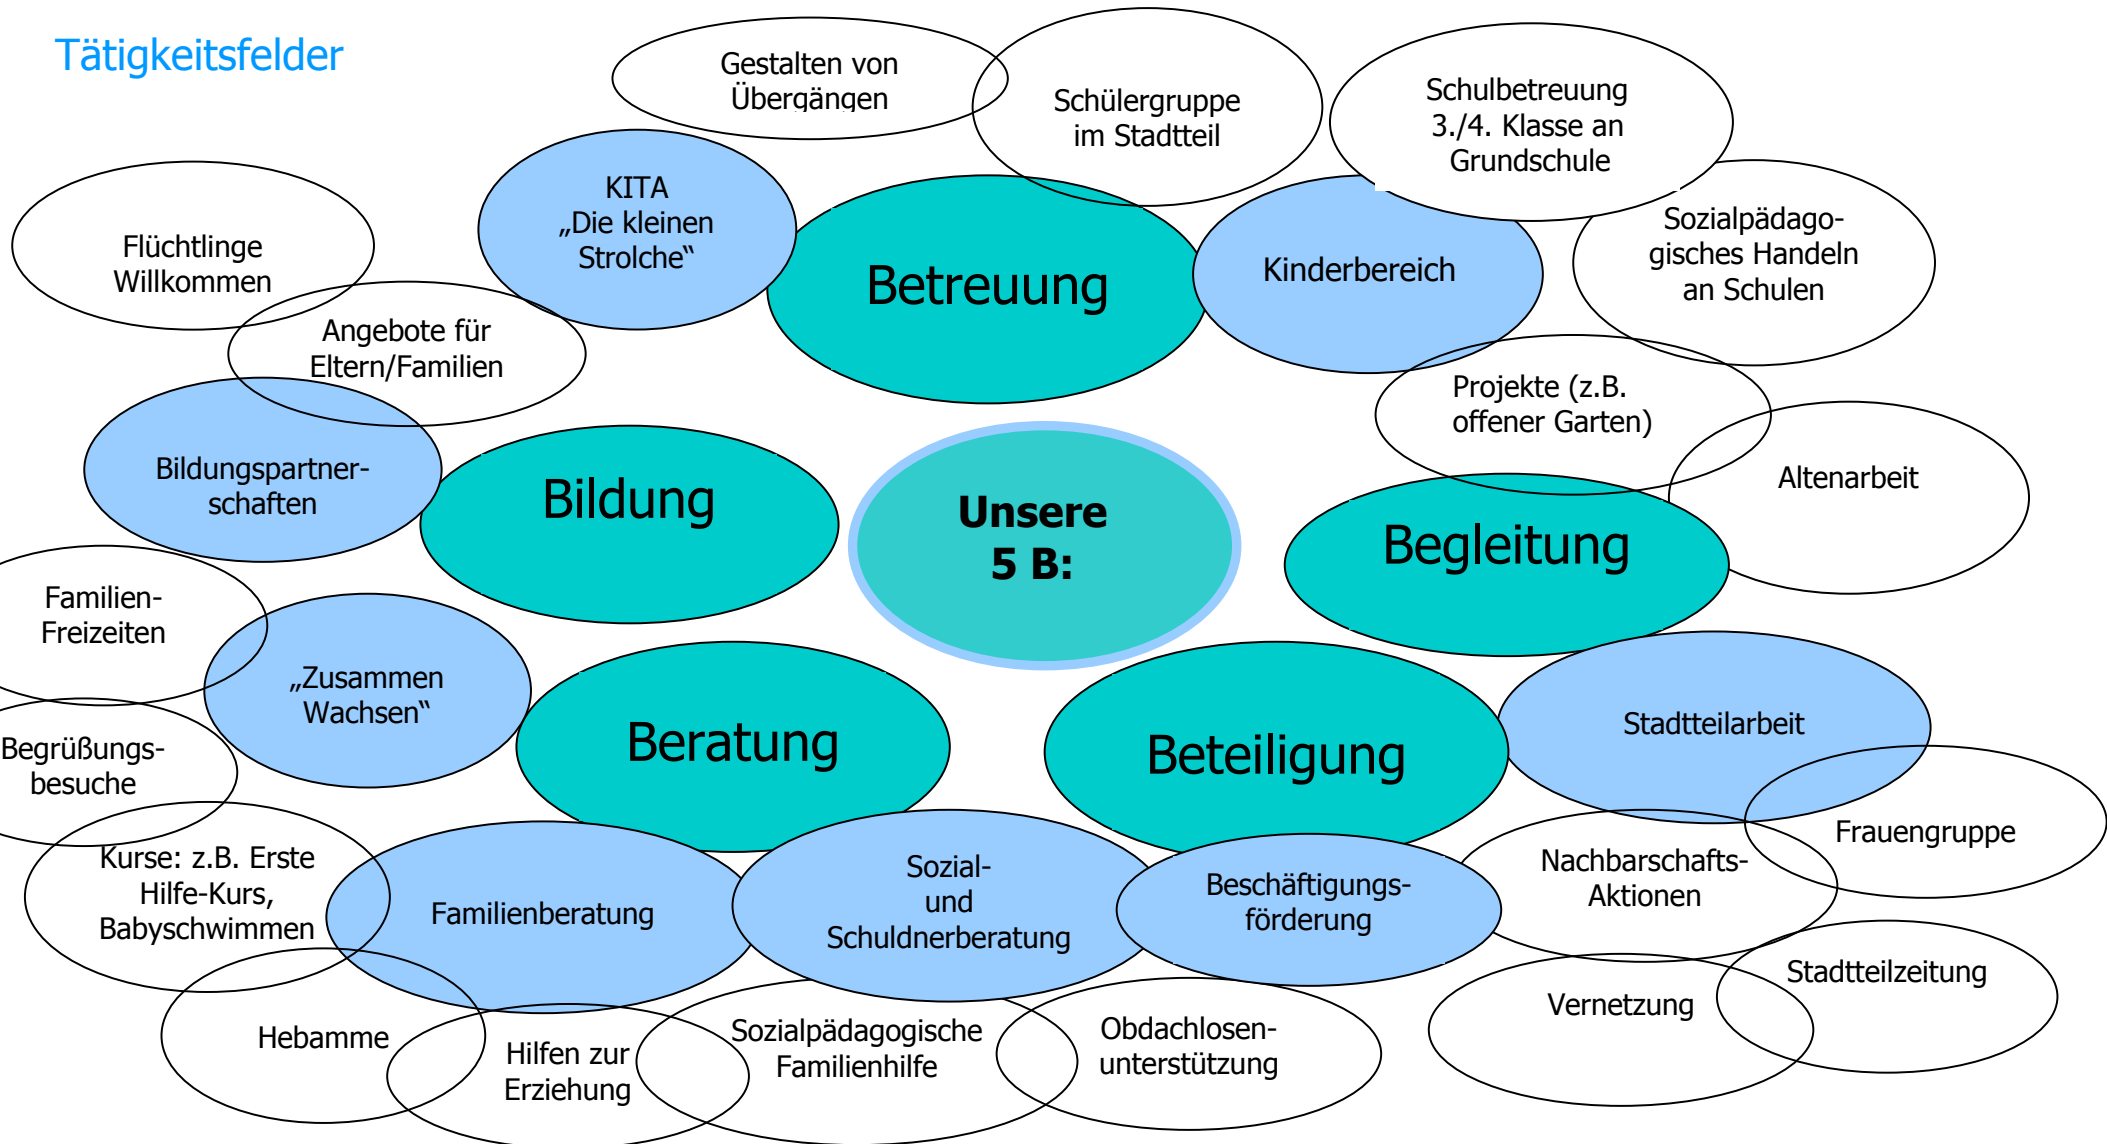 Tätigkeitsfelder
Gestalten von
Übergängen
Schülergruppe
im Stadtteil
Schulbetreuung
3./4. Klasse an
Grundschule
KITA
„Die kleinen
Strolche“
Flüchtlinge
Willkommen
Betreuung
Kinderbereich
Sozialpädago-
gisches Handeln
an Schulen
Angebote für
Eltern/Familien
Projekte (z.B.
offener Garten)
Bildungspartner-
schaften
Bildung
Unsere
5 B:
Begleitung
Altenarbeit
Familien-
Freizeiten
„Zusammen
Wachsen“
Beratung
Beteiligung
Stadtteilarbeit
Begrüßungs-
besuche
Kurse: z.B. Erste
Hilfe-Kurs,
Babyschwimmen
Familienberatung
Sozial-
und
Schuldnerberatung
Beschäftigungs-
förderung
Nachbarschafts-
Aktionen
Frauengruppe
Hebamme
Hilfen zur
Erziehung
Sozialpädagogische
Familienhilfe
Obdachlosen-
unterstützung
Vernetzung
Stadtteilzeitung